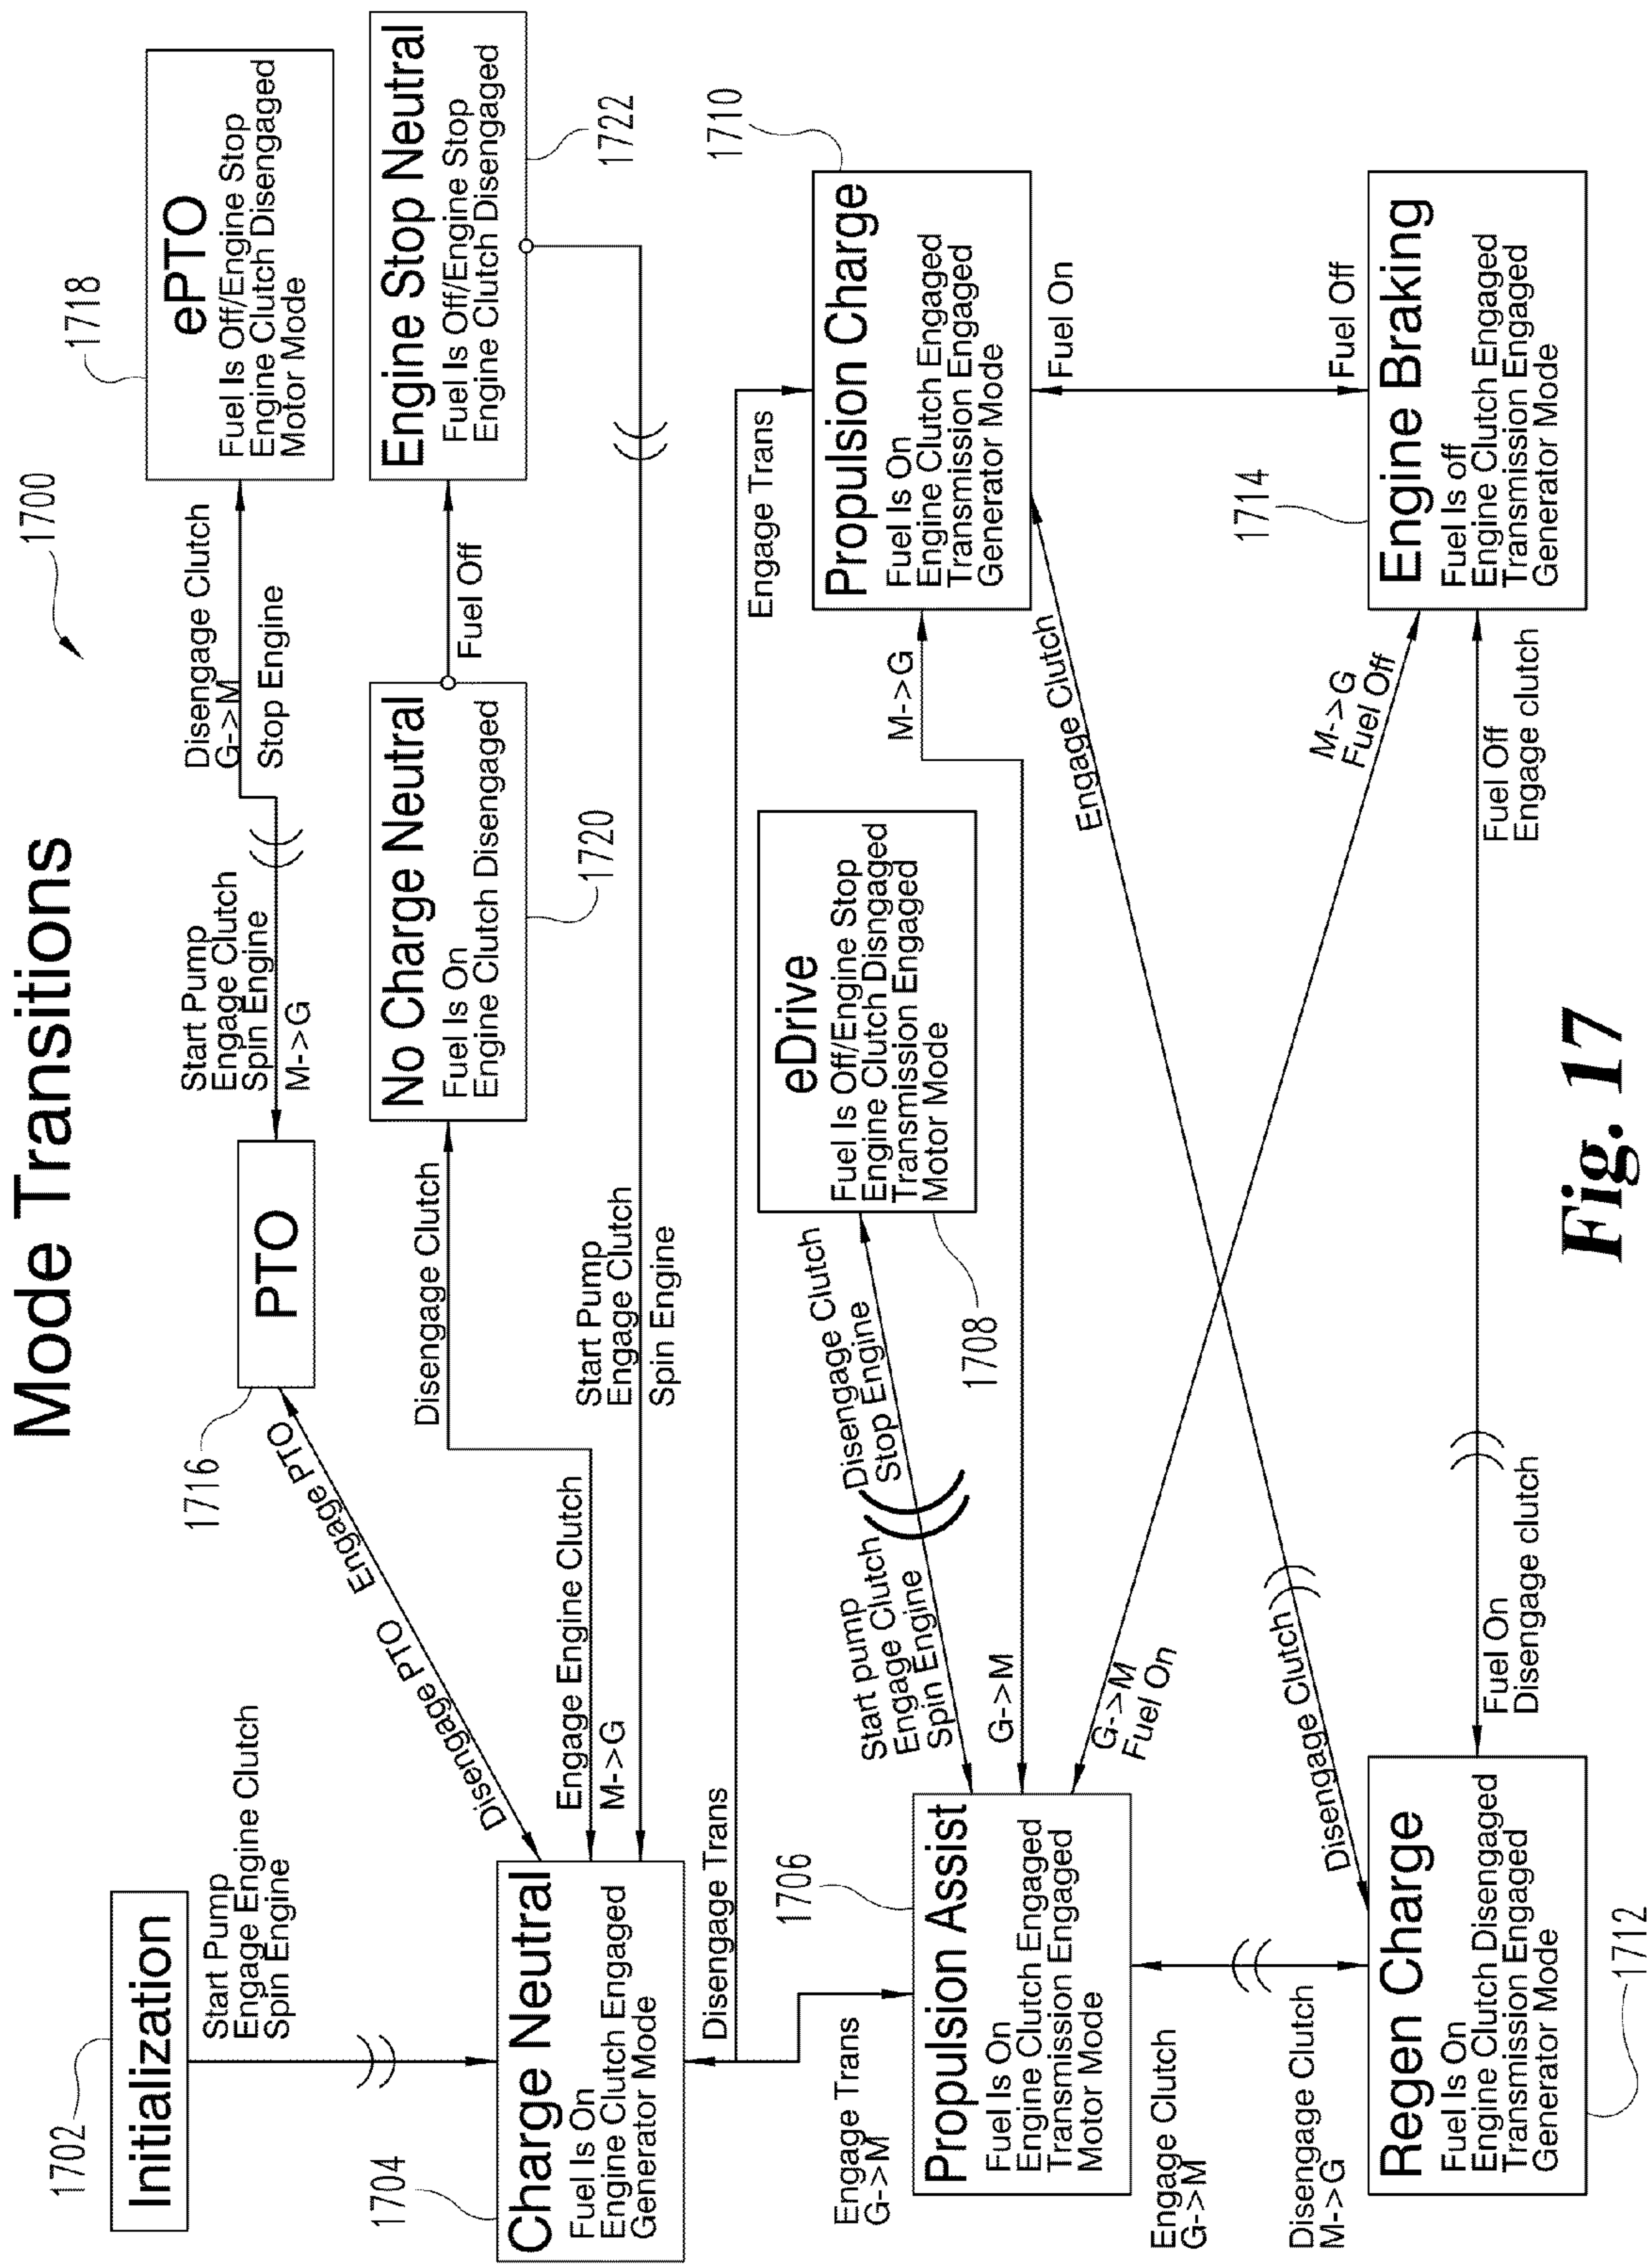 Mode Transitions
1700
1702
Initialization
Start Pump
Engage Engine Clutch
Spin Engine
1704
Charge Neutral
Fuel Is On
Engine Clutch Engaged
Generator Mode
Disengage PTO
Engage PTO
1716
PTO
Start Pump
Engage Clutch
Spin Engine
M->G
Disengage Clutch
G->M
Stop Engine
1718
ePTO
Fuel Is Off/Engine Stop
Engine Clutch Disengaged
Motor Mode
Engage Engine Clutch
M->G
Disengage Clutch
No Charge Neutral
Fuel Is On
Engine Clutch Disengaged
1720
Fuel Off
Engine Stop Neutral
Fuel Is Off/Engine Stop
Engine Clutch Disengaged
1722
Start Pump
Engage Clutch
Spin Engine
Disengage Trans
Engage Trans
Engage Trans
G->M
1706
Propulsion Assist
Fuel Is On
Engine Clutch Engaged
Transmission Engaged
Motor Mode
Start pump
Engage Clutch
Spin Engine
Disengage Clutch
Stop Engine
eDrive
Fuel Is Off/Engine Stop
Engine Clutch Disngaged
Transmission Engaged
Motor Mode
1708
G->M
M->G
1710
Propulsion Charge
Fuel Is On
Engine Clutch Engaged
Transmission Engaged
Generator Mode
G->M
Fuel On
M->G
Fuel Off
Disengage Clutch
Engage Clutch
Fuel On
Fuel Off
Engage Clutch
G->M
Disengage Clutch
M->G
Regen Charge
Fuel Is On
Engine Clutch Disengaged
Transmission Engaged
Generator Mode
1712
Fuel On
Disengage clutch
Fuel Off
Engage clutch
1714
Engine Braking
Fuel Is off
Engine Clutch Engaged
Transmission Engaged
Generator Mode
Fig. 17